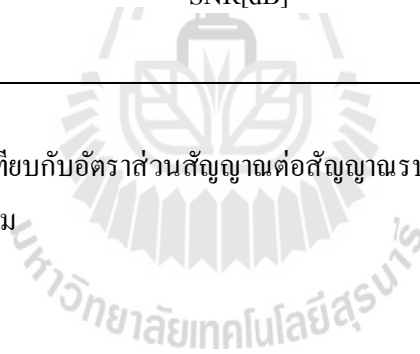 SNR[dB]
ทียบกับอัตราส่วนสัญญาณต่อสัญญาณรบ
ม
มหาวิทยาลัยเทคโนโลยีสุรนารี